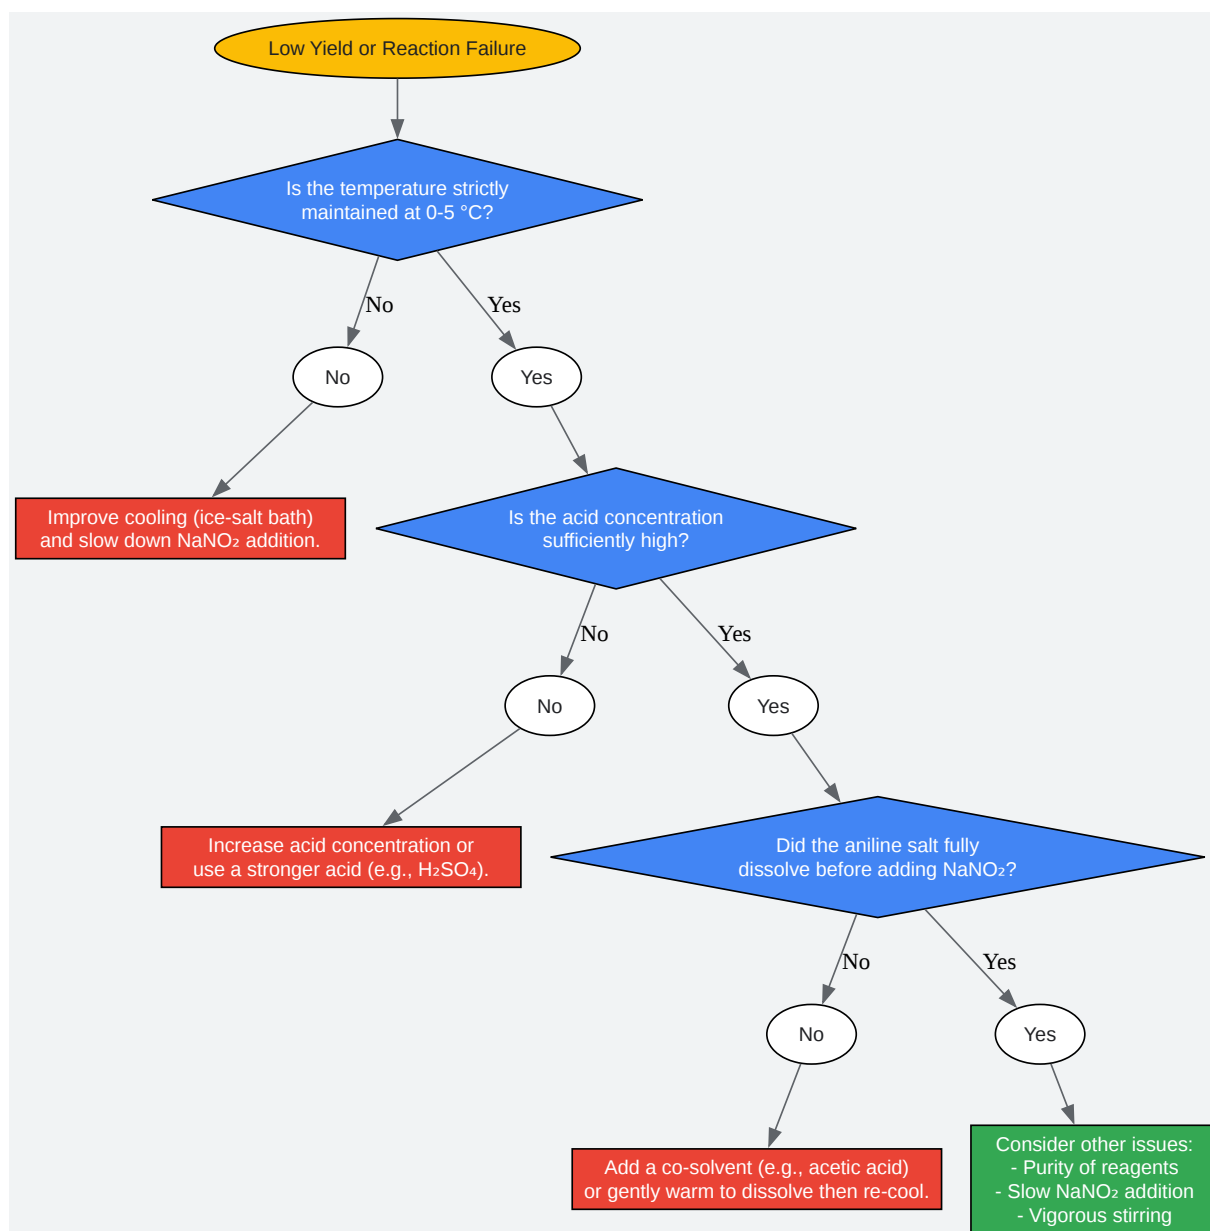 Low Yield or Reaction Failure
Is the temperature strictly
maintained at 0-5 °C?
No
Yes
No
Yes
Improve cooling (ice-salt bath)
and slow down NaNO₂ addition.
Is the acid concentration
sufficiently high?
No
Yes
No
Yes
Increase acid concentration or
use a stronger acid (e.g., H₂SO₄).
Did the aniline salt fully
dissolve before adding NaNO₂?
No
Yes
No
Yes
Add a co-solvent (e.g., acetic acid)
or gently warm to dissolve then re-cool.
Consider other issues:
- Purity of reagents
- Slow NaNO₂ addition
- Vigorous stirring